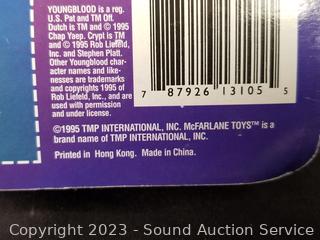 YOUNGBLOOD is a reg.
U.S. Pat and TM Off.
Dutch is TM and © 1995
Chap Yaep. Crypt is TM
and © 1995 Rob Liefeld,
Inc. and Stephen Platt.
Other Youngblood char-
acter names and like-
nesses are trademarks
and copyrights 1995 of
Rob Liefeld, Inc., and are
used with permission
and under license.
7 87926 13105 5
©1995 TMP INTERNATIONAL, INC. McFARLANE TOYS™ is a
brand name of TMP INTERNATIONAL, INC.
Printed in Hong Kong. Made in China.
Copyright 2023 - Sound Auction Service